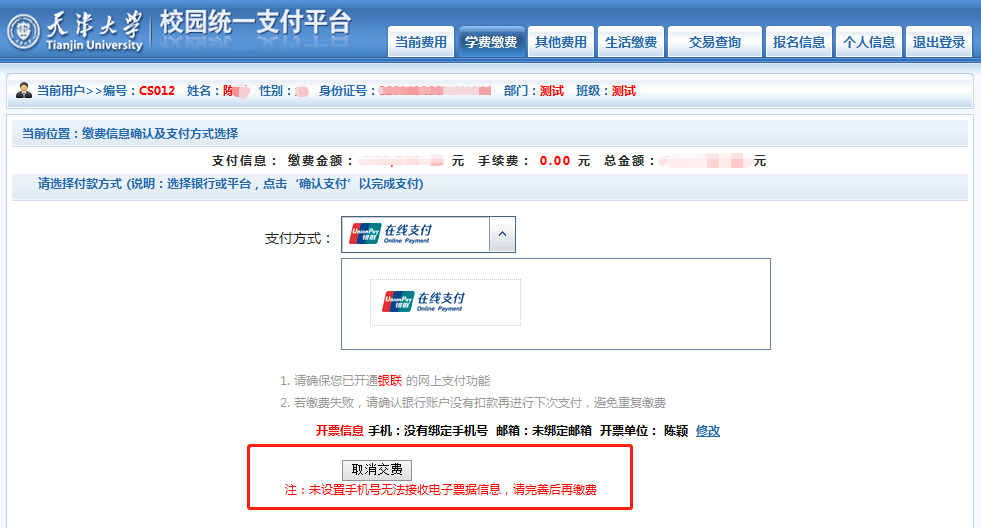 天津大学 校园统一支付平台
Tianjin University
当前费用 学费缴费 其他费用 生活缴费 交易查询 报名信息 个人信息 退出登录
当前用户>>编号：CS012 姓名：陈 性别： 身份证号： 部门：测试 班级：测试
当前位置：缴费信息确认及支付方式选择
支付信息： 缴费金额： 元 手续费： 0.00 元 总金额： 元
请选择付款方式 (说明：选择银行或平台，点击‘确认支付’以完成支付)
支付方式： UnionPay 银联 在线支付 Online Payment
UnionPay 银联 在线支付 Online Payment
1. 请确保您已开通银联 的网上支付功能
2. 若缴费失败，请确认银行账户没有扣款再进行下次支付，避免重复缴费
开票信息 手机：没有绑定手机号 邮箱：未绑定邮箱 开票单位： 陈颖 修改
取消交费
注：未设置手机号无法接收电子票据信息，请完善后再缴费